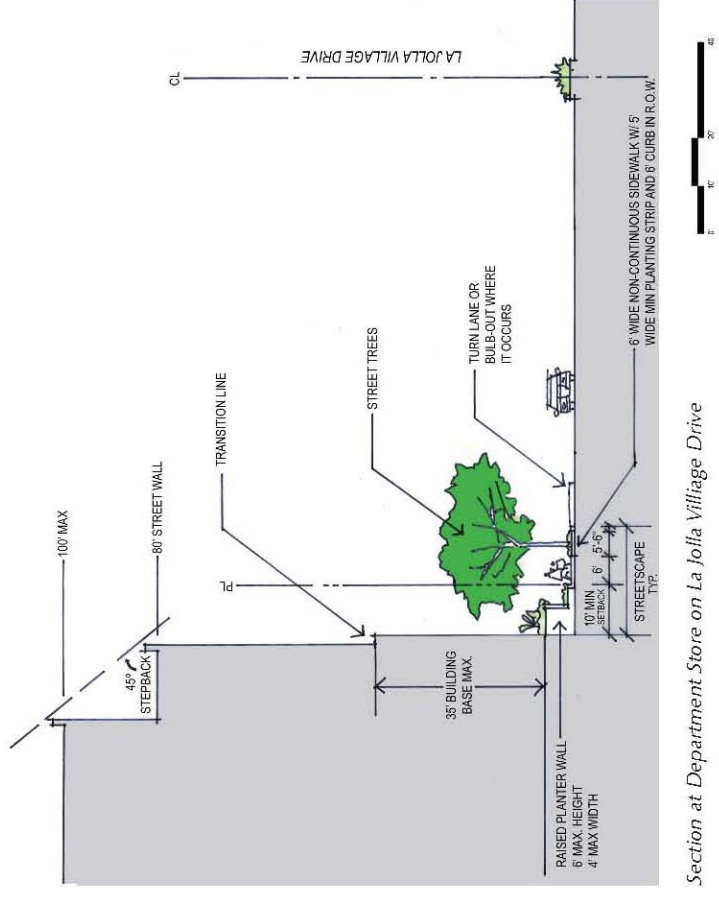 100' MAX
80' STREET WALL
45°
STEPBACK
TRANSITION LINE
PL
STREET TREES
TURN LANE OR
BULB-OUT WHERE
IT OCCURS
CL
LA JOLLA VILLAGE DRIVE
35' BUILDING
BASE MAX.
RAISED PLANTER WALL
6' MAX. HEIGHT
4' MAX WIDTH
10' MIN
SETBACK
6'
5'-6"
STREETSCAPE
TYP.
6' WIDE NON-CONTINUOUS SIDEWALK W/ 5'
WIDE MIN PLANTING STRIP AND 6' CURB IN R.O.W.
0'
10'
20'
40'
Section at Department Store on La Jolla Villiage Drive